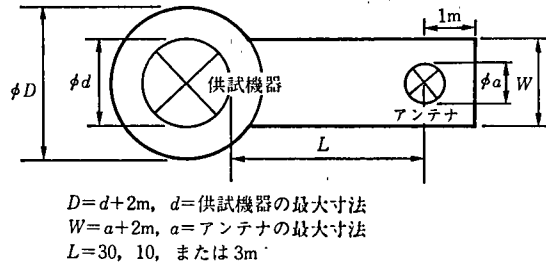 1m
φD
φd
供試機器
φa
W
アンテナ
L
D=d+2m, d=供試機器の最大寸法
W=a+2m, a=アンテナの最大寸法
L=30, 10, または3m